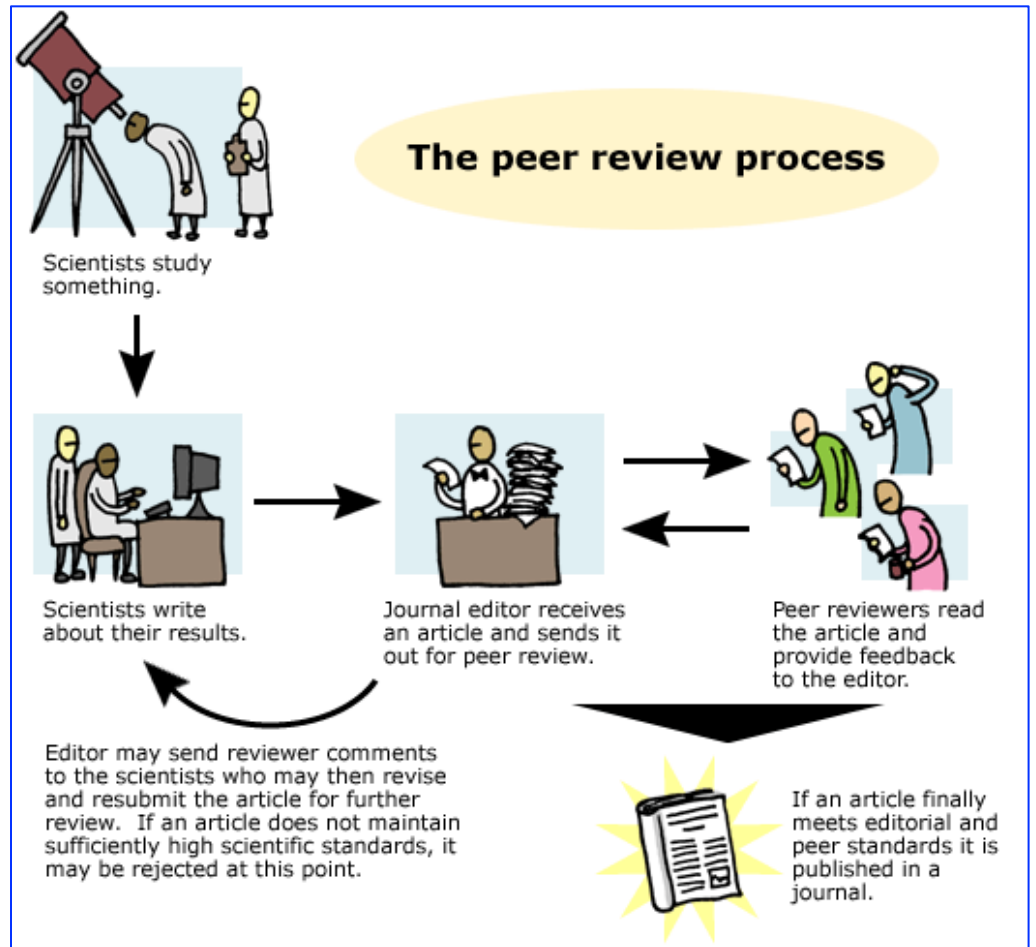 The peer review process
Scientists study
something.
Scientists write
about their results.
Journal editor receives
an article and sends it
out for peer review.
Peer reviewers read
the article and
provide feedback
to the editor.
Editor may send reviewer comments
to the scientists who may then revise
and resubmit the article for further
review.  If an article does not maintain
sufficiently high scientific standards, it
may be rejected at this point.
If an article finally
meets editorial and
peer standards it is
published in a
journal.